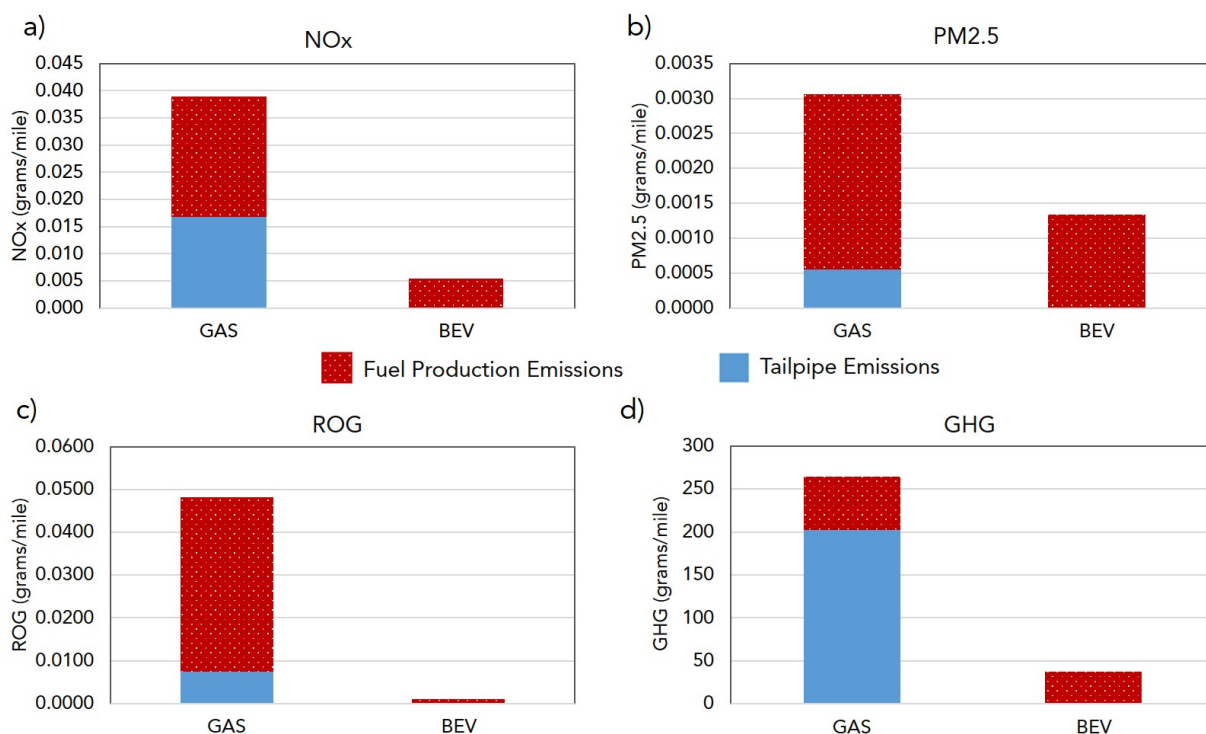 a)
NOx
NOx (grams/mile)
0.045
0.040
0.035
0.030
0.025
0.020
0.015
0.010
0.005
0.000
GAS
BEV
b)
PM2.5
PM2.5 (grams/mile)
0.0035
0.0030
0.0025
0.0020
0.0015
0.0010
0.0005
0.0000
GAS
BEV
Fuel Production Emissions
Tailpipe Emissions
c)
ROG
ROG (grams/mile)
0.0600
0.0500
0.0400
0.0300
0.0200
0.0100
0.0000
GAS
BEV
d)
GHG
GHG (grams/mile)
300
250
200
150
100
50
0
GAS
BEV